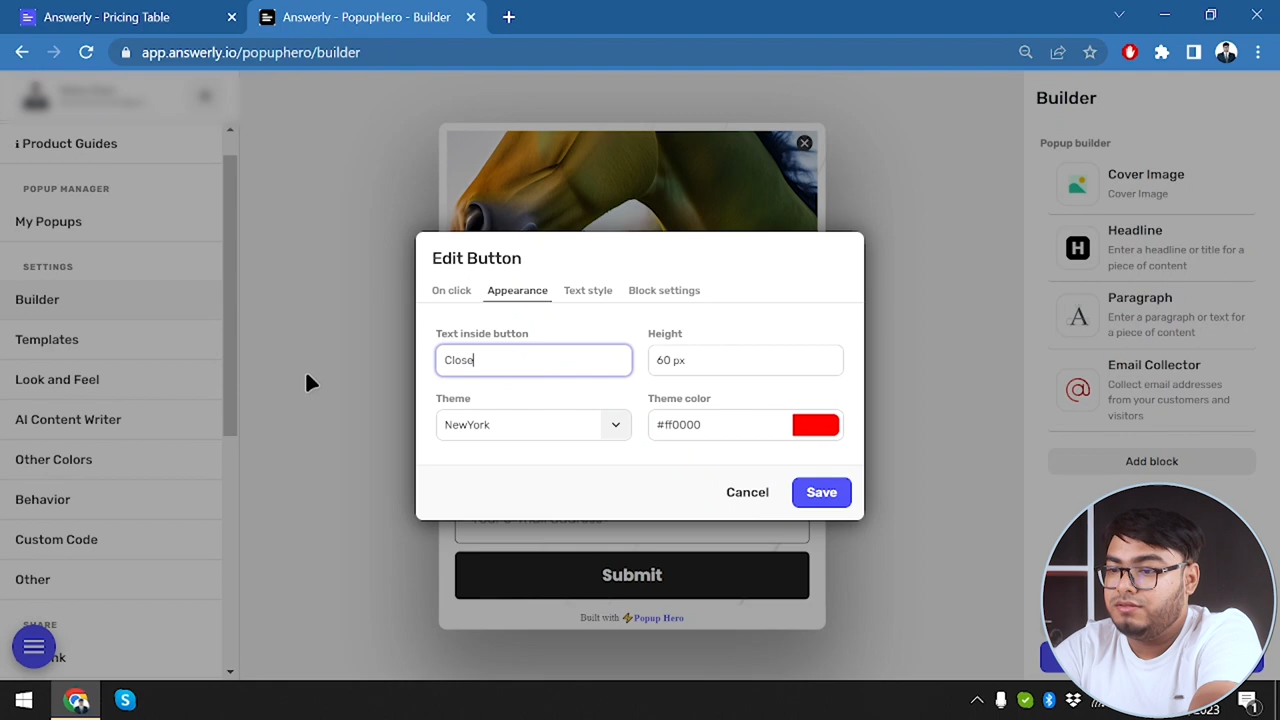 Answerly - Pricing Table
Answerly - PopupHero - Builder
app.answerly.io/popuphero/builder
Product Guides
POPUP MANAGER
My Popups
SETTINGS
Builder
Templates
Look and Feel
AI Content Writer
Other Colors
Behavior
Custom Code
Other
SHARE
Edit Button
On click Appearance Text style Block settings
Text inside button Height
Close 60 px
Theme Theme color
NewYork #ff0000
Cancel Save
Submit
Built with Popup Hero
Builder
Popup builder
Cover Image
Cover Image
H
Headline
Enter a headline or title for a
piece of content
A
Paragraph
Enter a paragraph or text for
a piece of content
Email Collector
Collect email addresses
from your customers and
visitors
Add block